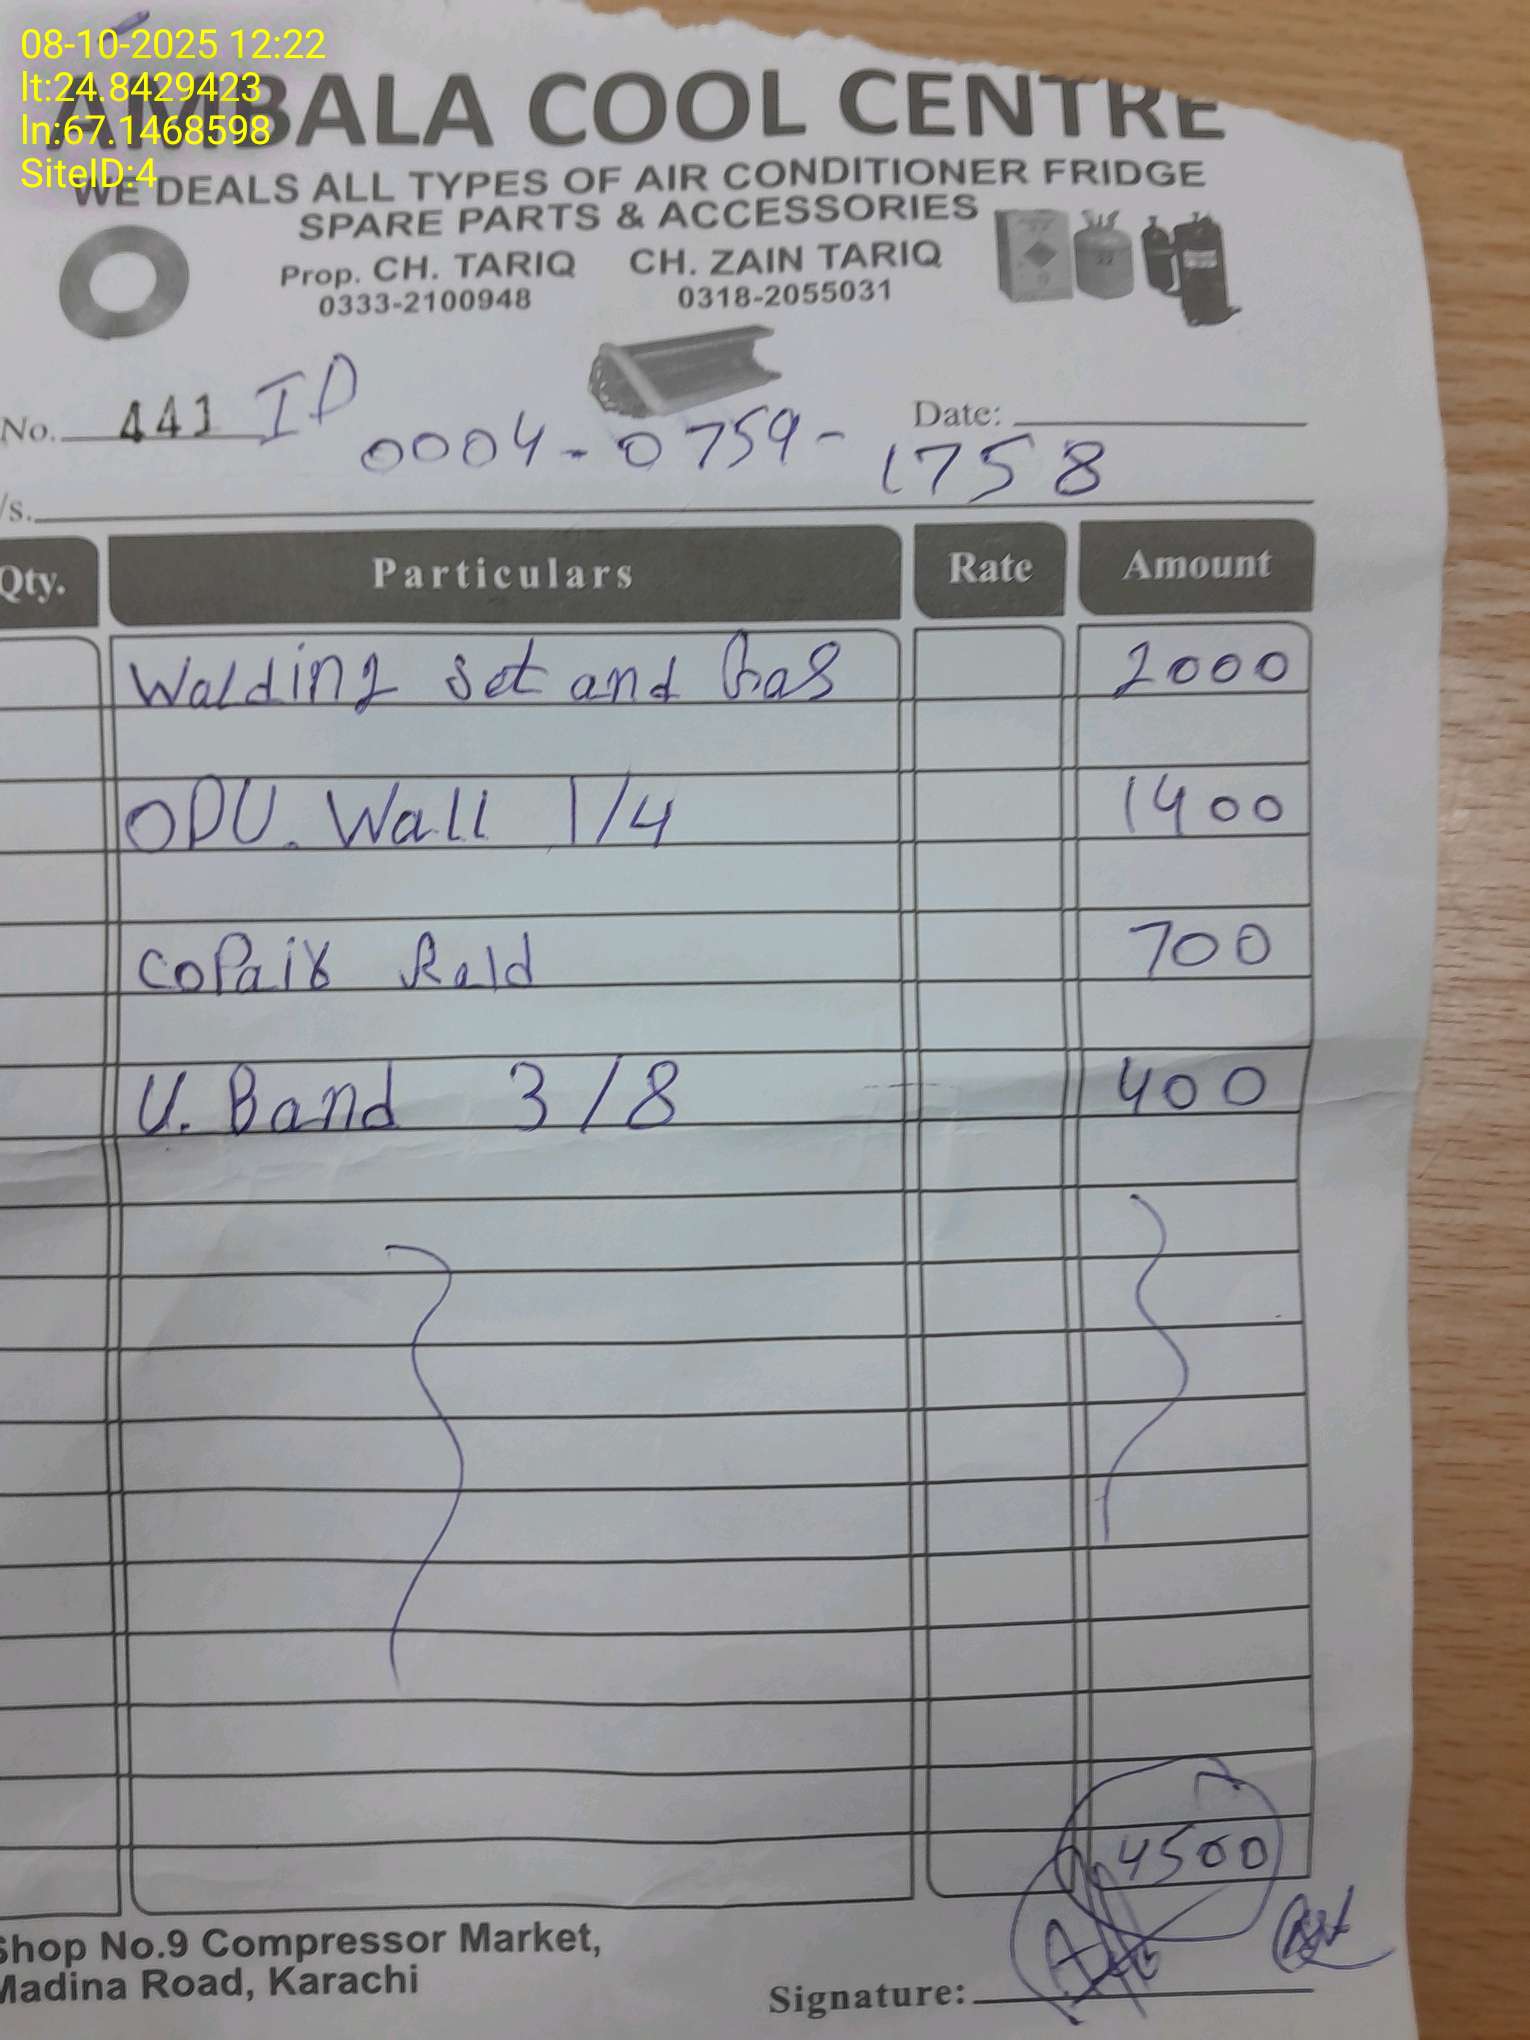 08-10-2025 12:22
lt:24.8429423
ln:67.1468598
SiteID:4
AMBALA COOL CENTRE
WE DEALS ALL TYPES OF AIR CONDITIONER FRIDGE
SPARE PARTS & ACCESSORIES
Prop. CH. TARIQ CH. ZAIN TARIQ
0333-2100948 0318-2055031
No. 441 ID Date:
0004-0759-1758
/s.
Qty. Particulars Rate Amount
Walding set and Gas 2000
ODU. Wall 1/4 1400
CoPair Rald 700
U. Band 3/8 400
4500
Shop No.9 Compressor Market,
Madina Road, Karachi
Signature: